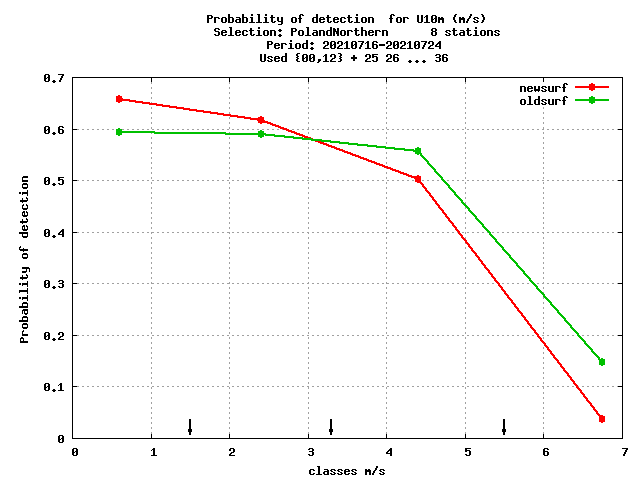 Probability of detection for U10m (m/s)
Selection: PolandNorthern 8 stations
Period: 20210716-20210724
Used {00,12} + 25 26 ... 36
newsurf
oldsurf
0.7
0.6
0.5
0.4
0.3
0.2
0.1
0
Probability of detection
0 1 2 3 4 5 6 7
classes m/s